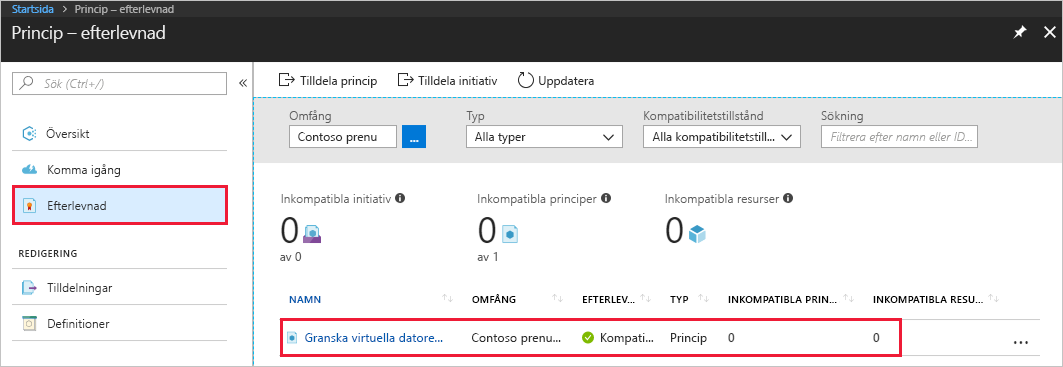 Startsida > Princip – efterlevnad
Princip – efterlevnad
Sök (Ctrl+/)
Översikt
Komma igång
Efterlevnad
REDIGERING
Tilldelningar
Definitioner
Tilldela princip Tilldela initiativ Uppdatera
Omfång Typ Kompatibilitetstillstånd Sökning
Contoso prenu ... Alla typer Alla kompatibilitetstill... Filtrera efter namn eller ID...
Inkompatibla initiativ Inkompatibla principer Inkompatibla resurser
0 0 0
av 0 av 1
NAMN OMFÅNG EFTERLEV... TYP INKOMPATIBLA PRIN... INKOMPATIBLA RESU...
Granska virtuella datore... Contoso prenu... Kompati... Princip 0 0 ...